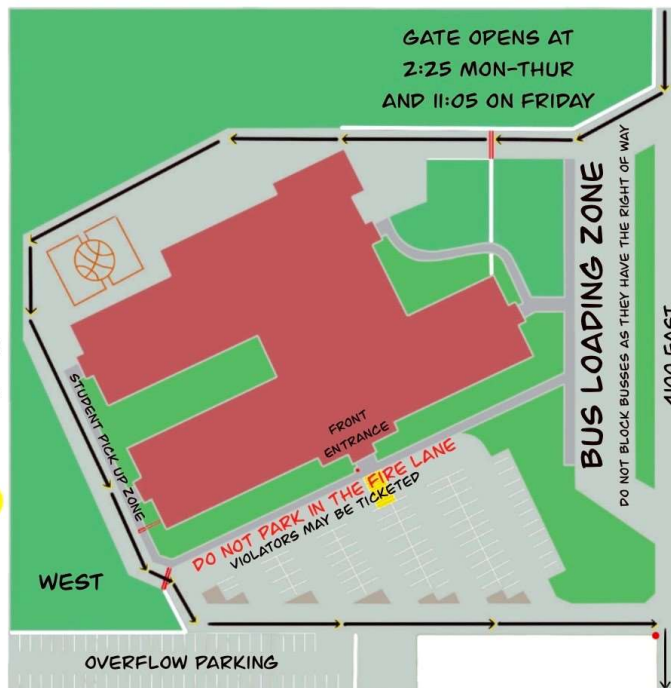 GATE OPENS AT
2:25 MON-THUR
AND 11:05 ON FRIDAY
BUS LOADING ZONE
DO NOT BLOCK BUSSES AS THEY HAVE THE RIGHT OF WAY
4100 EAST
STUDENT PICK UP ZONE
FRONT
ENTRANCE
DO NOT PARK IN THE FIRE LANE
VIOLATORS MAY BE TICKETED
WEST
OVERFLOW PARKING